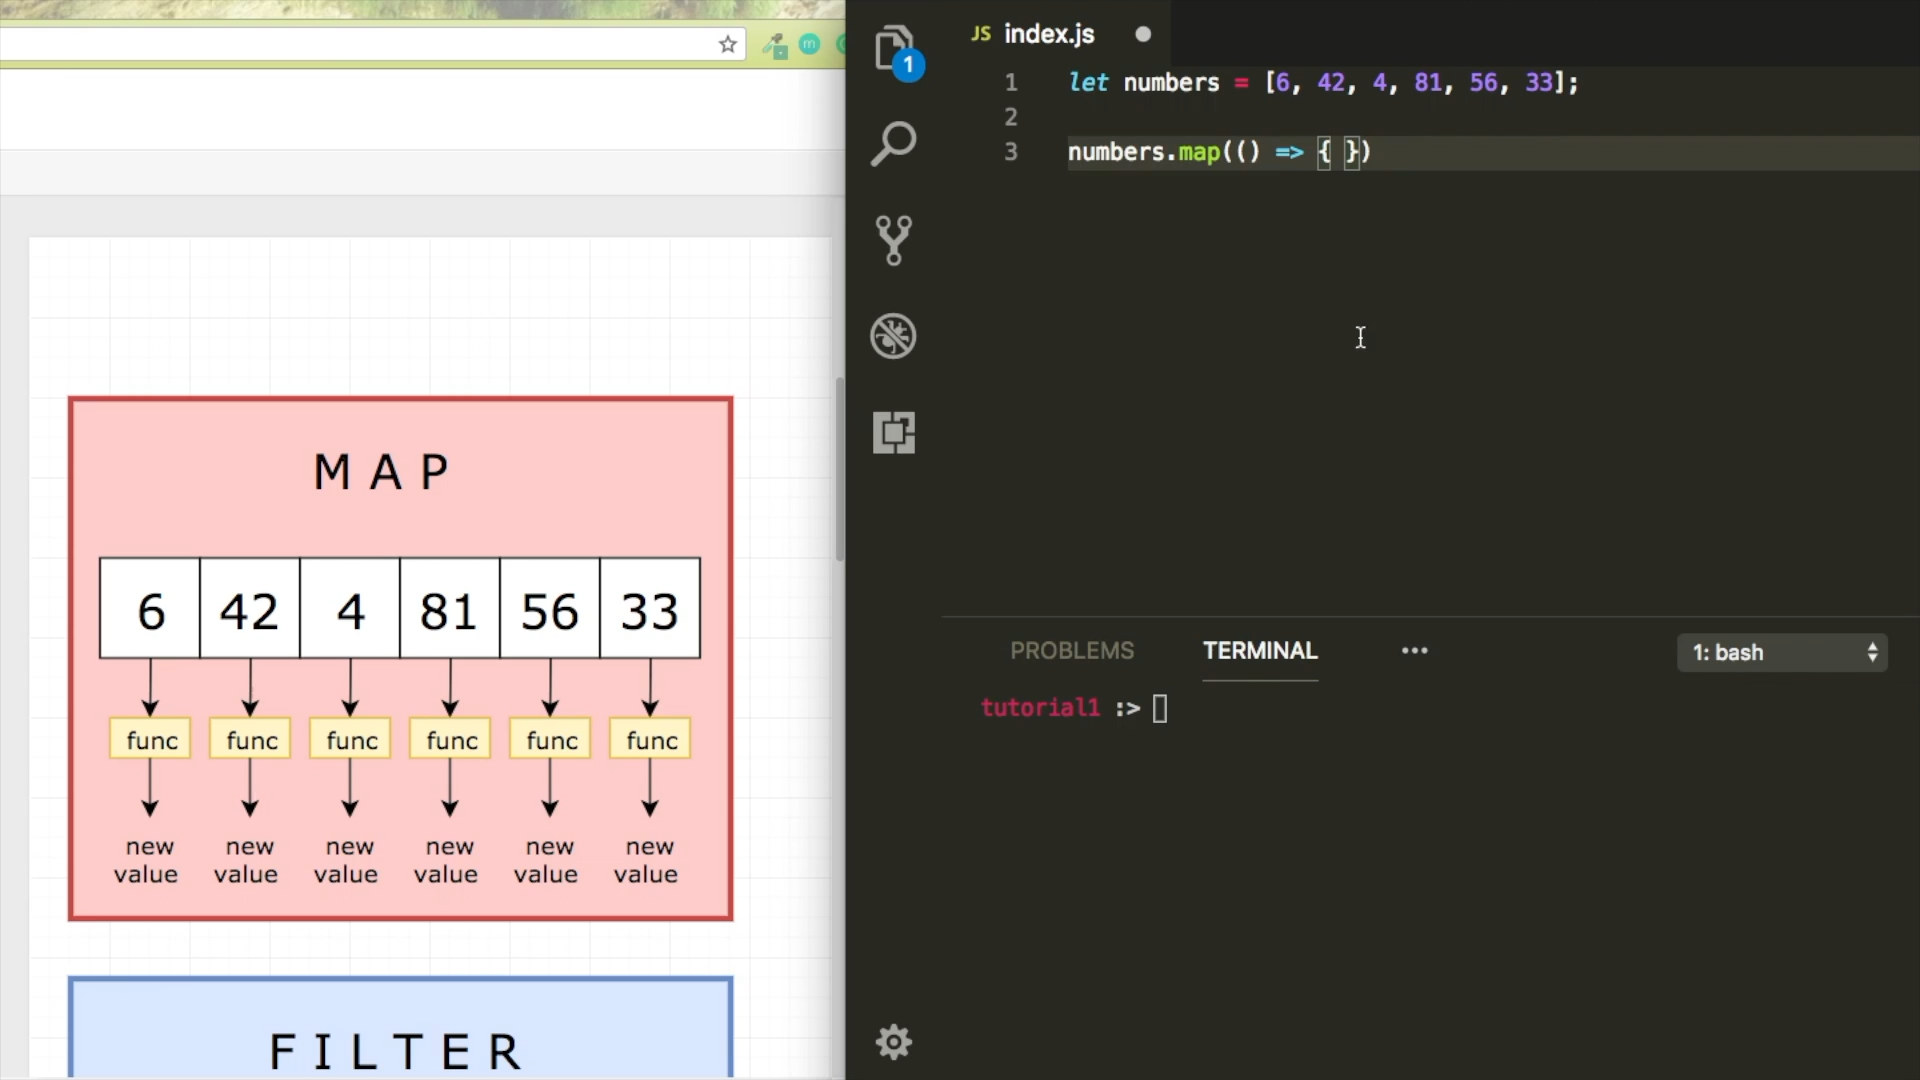 M A P
6 42 4 81 56 33
func func func func func func
new new new new new new
value value value value value value
F I L T E R
1
JS index.js
1 let numbers = [6, 42, 4, 81, 56, 33];
2
3 numbers.map(() => { })
PROBLEMS TERMINAL ••• 1: bash
tutorial1 :>